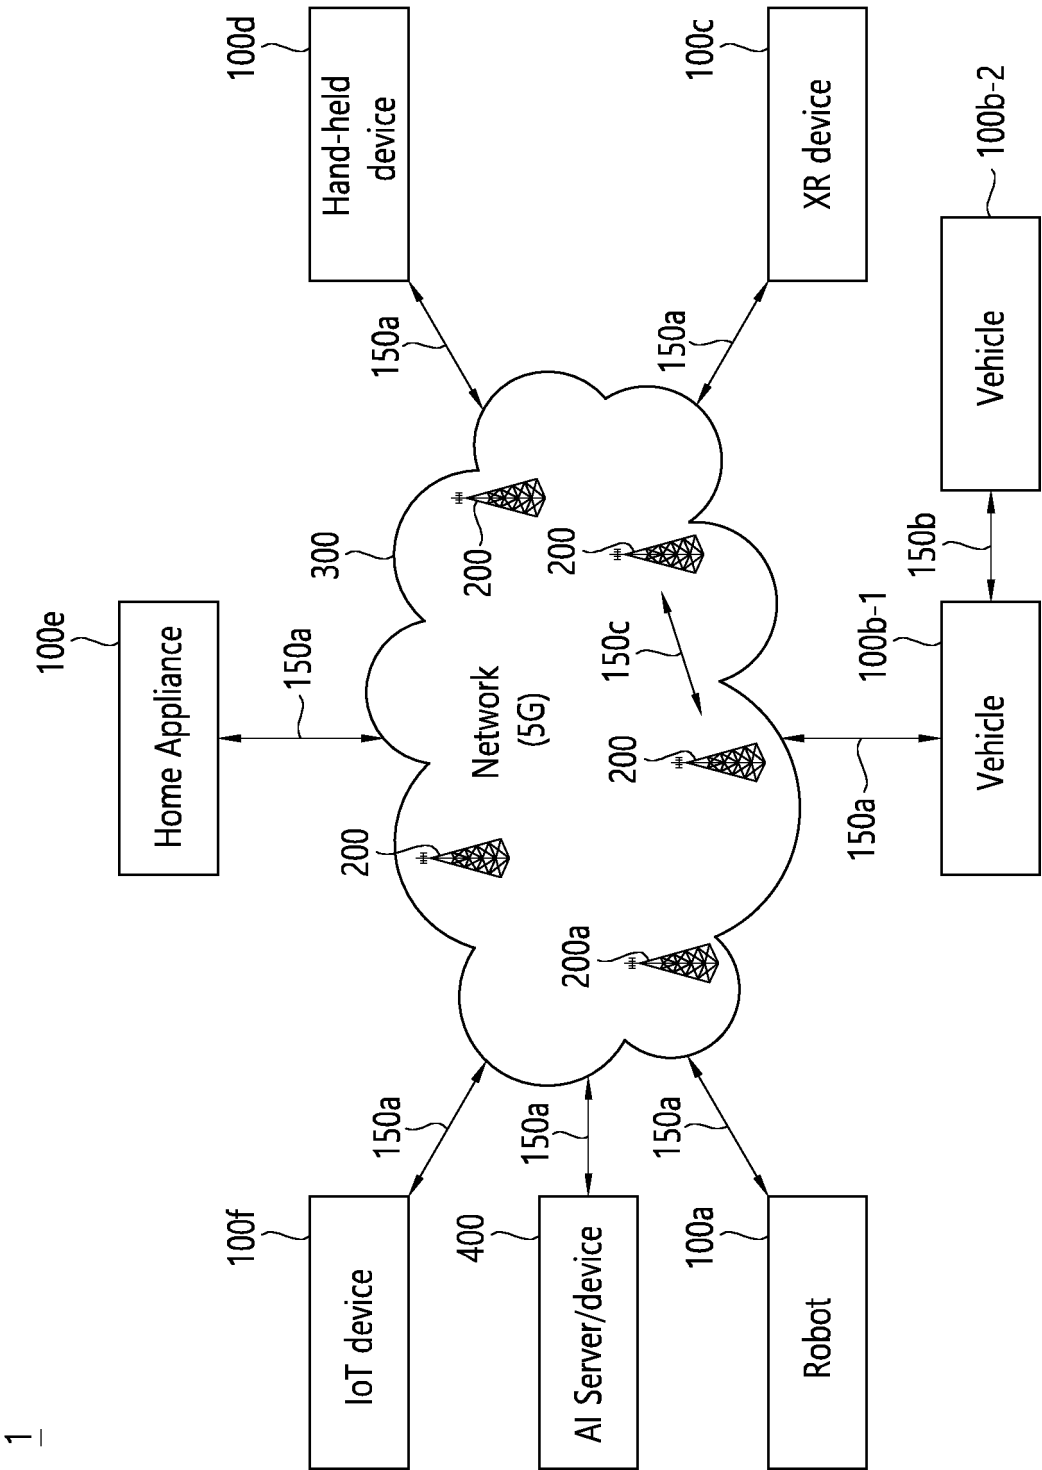 1
100e
Home Appliance
150a
100f
IoT device
150a
300
150a
100d
Hand-held
device
200
200
Network
(5G)
400
AI Server/device
150a
200a
200
150c
200
100a
Robot
150a
150a
100c
XR device
150a
100b-1
Vehicle
150b
100b-2
Vehicle